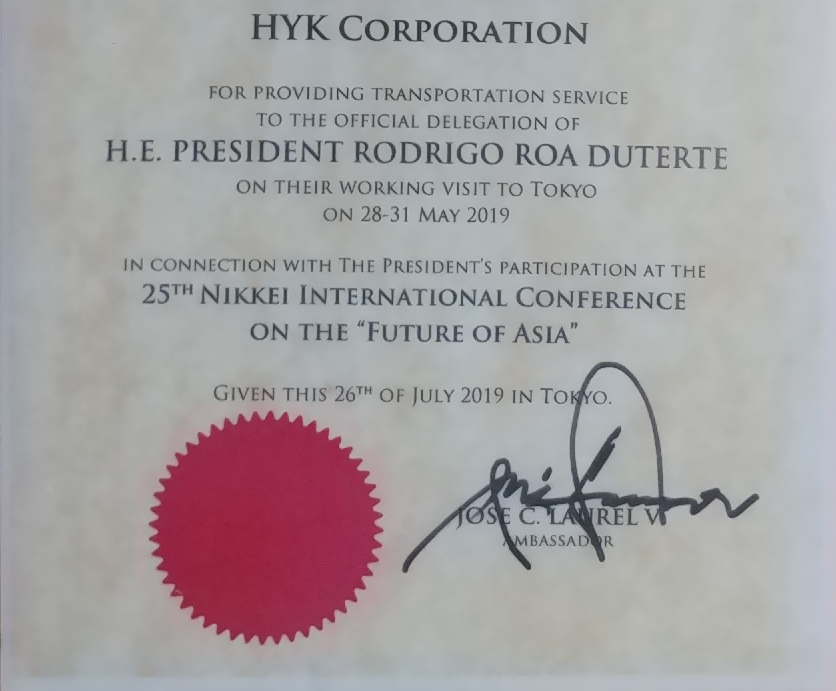 HYK CORPORATION
FOR PROVIDING TRANSPORTATION SERVICE
TO THE OFFICIAL DELEGATION OF
H.E. PRESIDENT RODRIGO ROA DUTERTE
ON THEIR WORKING VISIT TO TOKYO
ON 28-31 MAY 2019
IN CONNECTION WITH THE PRESIDENT'S PARTICIPATION AT THE
25TH NIKKEI INTERNATIONAL CONFERENCE
ON THE "FUTURE OF ASIA"
GIVEN THIS 26TH OF JULY 2019 IN TOKYO.
JOSE C. LAUREL V
AMBASSADOR